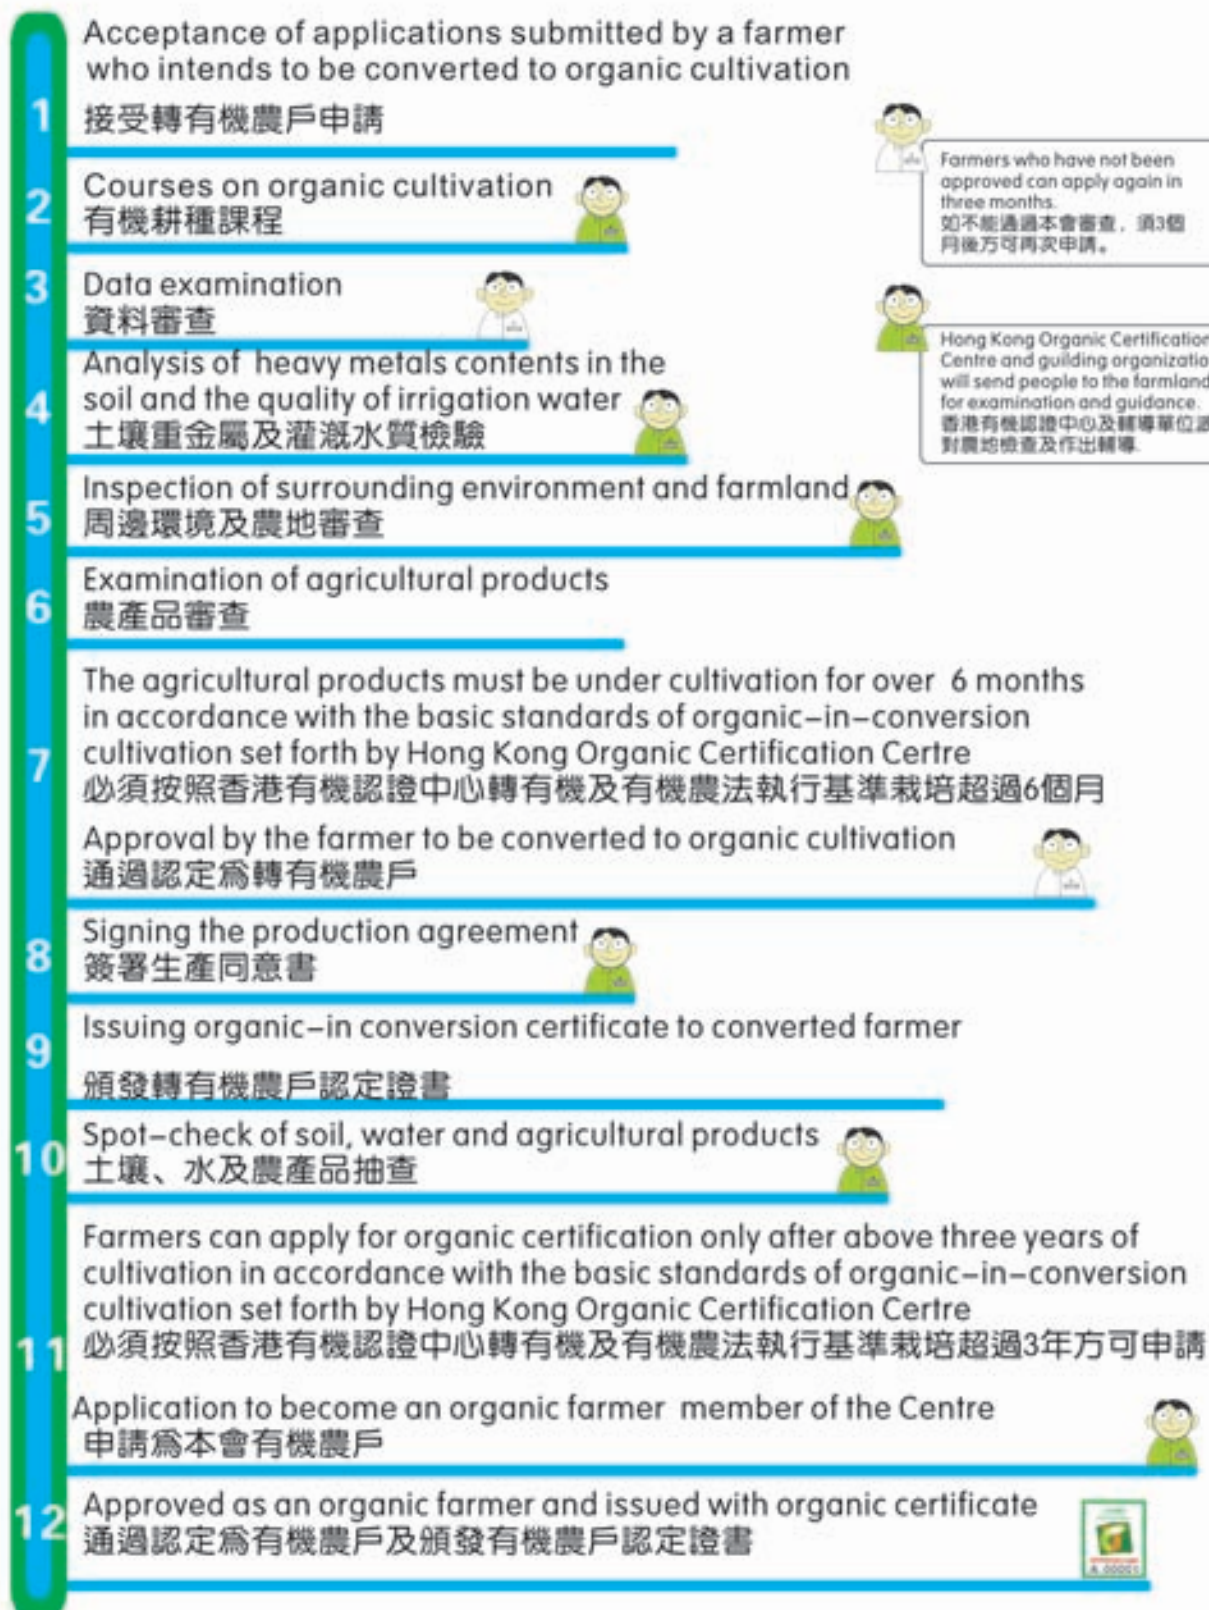 Acceptance of applications submitted by a farmer
who intends to be converted to organic cultivation
1
接受轉有機農戶申請
Farmers who have not been
approved can apply again in
three months.
如不能通過本會審查，須3個
月後方可再次申請。
2
Courses on organic cultivation
有機耕種課程
3
Data examination
資料審查
Hong Kong Organic Certification
Centre and guilding organizatio
will send people to the farmland
for examination and guidance.
香港有機認證中心及輔導單位派
對農地檢查及作出輔導.
Analysis of heavy metals contents in the
4
soil and the quality of irrigation water
土壤重金屬及灌溉水質檢驗
5
Inspection of surrounding environment and farmland
周邊環境及農地審查
6
Examination of agricultural products
農產品審查
The agricultural products must be under cultivation for over 6 months
in accordance with the basic standards of organic-in-conversion
7
cultivation set forth by Hong Kong Organic Certification Certre
必須按照香港有機認證中心轉有機及有機農法執行基準栽培超過6個月
Approval by the farmer to be converted to organic cultivation
通過認定為轉有機農戶
8
Signing the production agreement
簽署生產同意書
9
Issuing organic-in conversion certificate to converted farmer
頒發轉有機農戶認定證書
10
Spot-check of soil, water and agricultural products
土壤、水及農產品抽查
Farmers can apply for organic certification only after above three years of
cultivation in accordance with the basic standards of organic-in-conversion
cultivation set forth by Hong Kong Organic Certification Certre
11
必須按照香港有機認證中心轉有機及有機農法執行基準栽培超過3年方可申請
Application to become an organic farmer member of the Centre
申請為本會有機農戶
12
Approved as an organic farmer and issued with organic certificate
通過認定為有機農戶及頒發有機農戶認定證書